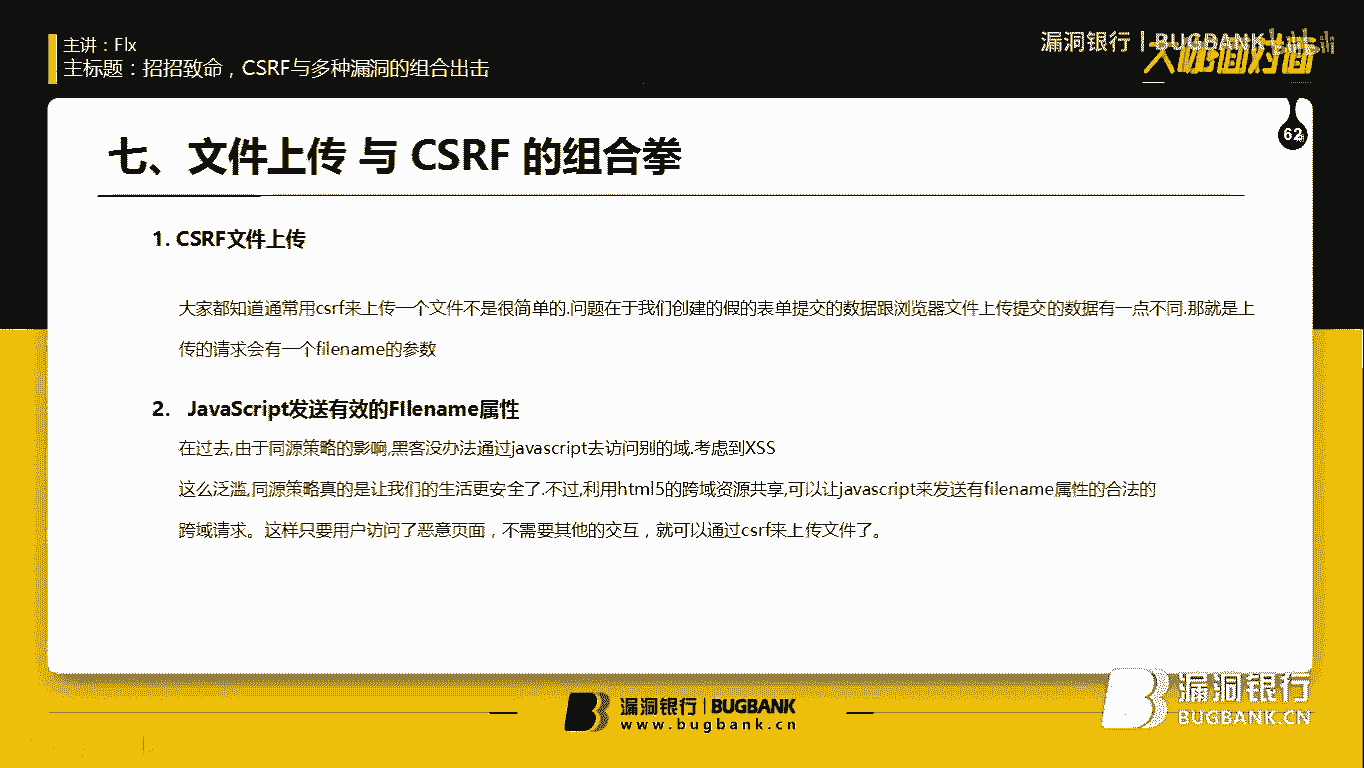 主讲：Flx
主标题：招招致命，CSRF与多种漏洞的组合出击
漏洞银行 | BUGBANK
大咖面对面
62
七、文件上传 与 CSRF 的组合拳
1. CSRF文件上传
大家都知道通常用csrf来上传一个文件不是很简单的.问题在于我们创建的假的表单提交的数据跟浏览器文件上传提交的数据有一点不同.那就是上
传的请求会有一个filename的参数
2. JavaScript发送有效的FIlename属性
在过去,由于同源策略的影响,黑客没办法通过javascript去访问别的域.考虑到XSS
这么泛滥,同源策略真的是让我们的生活更安全了.不过,利用html5的跨域资源共享,可以让javascript来发送有filename属性的合法的
跨域请求。这样只要用户访问了恶意页面，不需要其他的交互，就可以通过csrf来上传文件了。
漏洞银行 | BUGBANK
www.bugbank.cn
漏洞银行
BUGBANK.CN